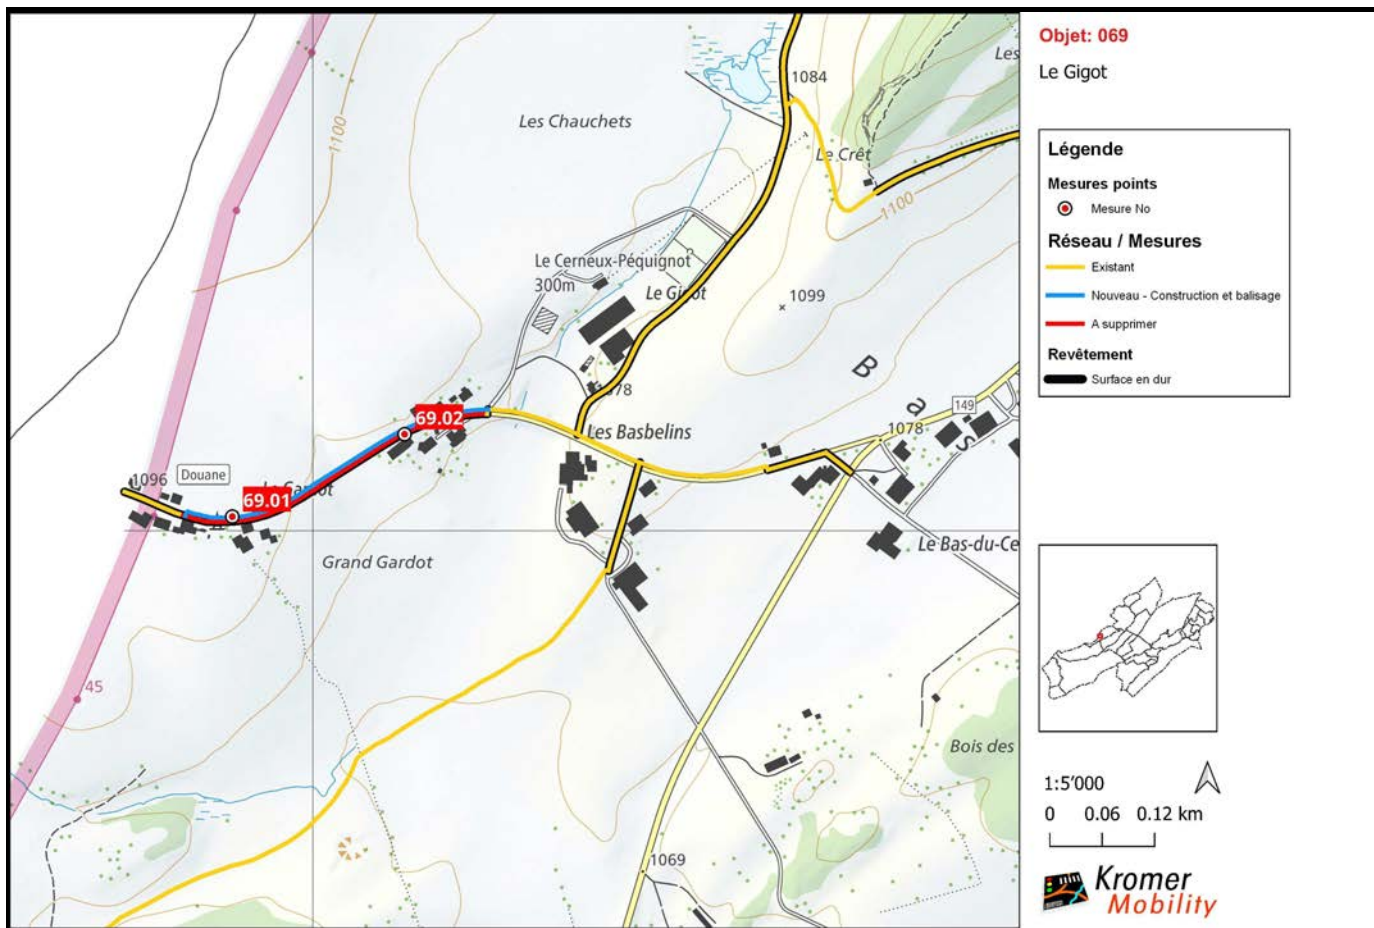 Objet: 069
Le Gigot
Légende
Mesures points
Mesure No
Réseau / Mesures
Existant
Nouveau - Construction et balisage
A supprimer
Revêtement
Surface en dur
1:5'000
0 0.06 0.12 km
Kromer
Mobility
1084
Les
Les Chauchets
1100
Le Crêt
1100
Le Cerneux-Péquignot
300m
Le Gigot
1099
B
a
s
149
1078
69.02
Les Basbelins
1096
Douane
69.01
Grand Gardot
Le Bas-du-Ce
45
Bois des
1069